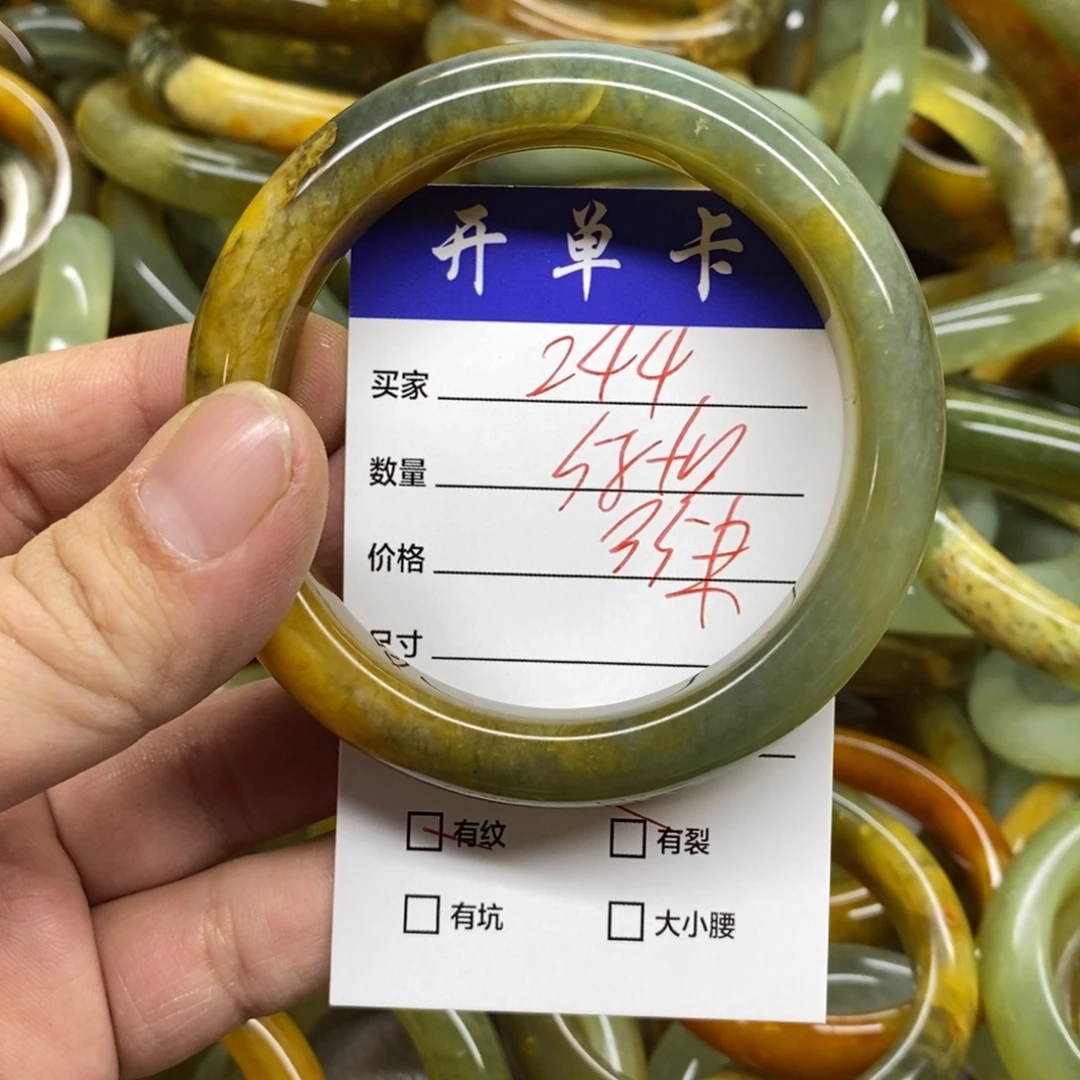 开单卡
买家 244
数量
价格 35
尺寸
有纹 有裂
有坑 大小腰